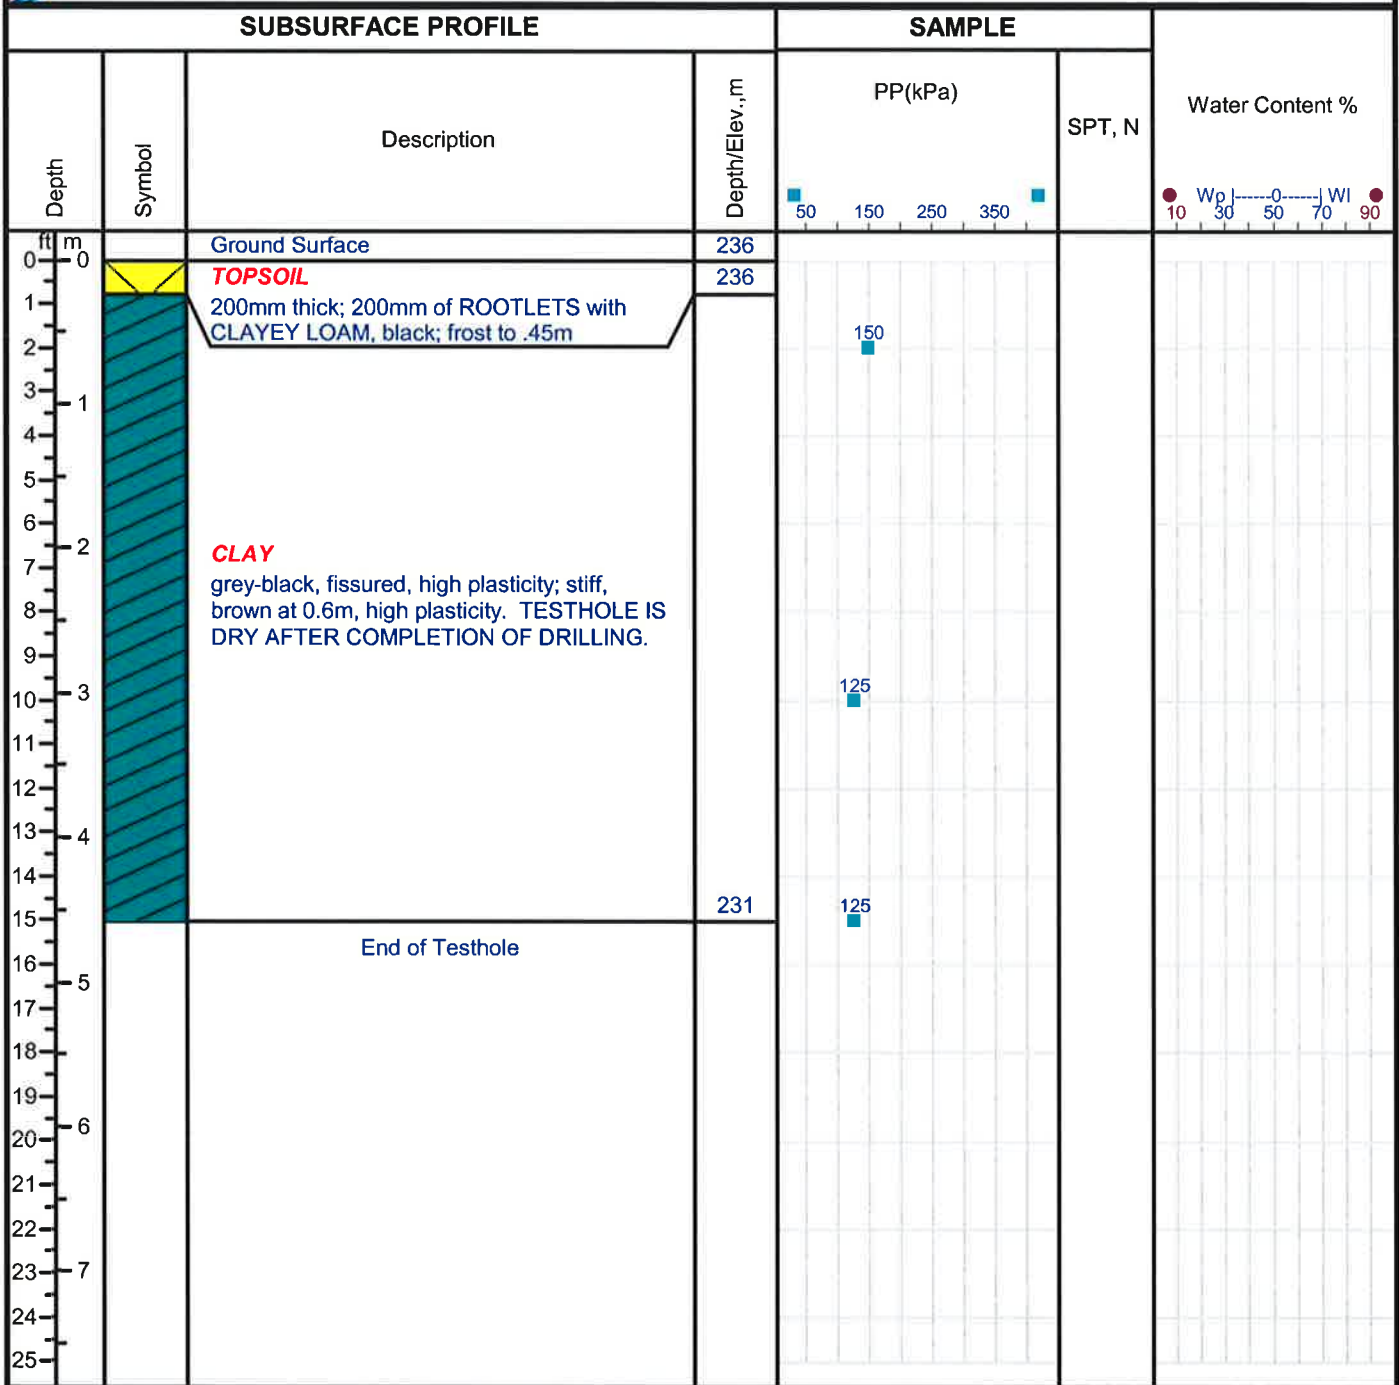 SUBSURFACE PROFILE
SAMPLE
Depth
Symbol
Description
Depth/Elev.,m
PP(kPa)
SPT, N
Water Content %
50 150 250 350
Wp |------0------| Wl
10 30 50 70 90
ft m
Ground Surface
236
0 0
TOPSOIL
236
200mm thick; 200mm of ROOTLETS with
1
CLAYEY LOAM, black; frost to .45m
150
2
3
1
4
5
6
2
CLAY
7
grey-black, fissured, high plasticity; stiff,
8
brown at 0.6m, high plasticity. TESTHOLE IS
DRY AFTER COMPLETION OF DRILLING.
9
125
10
3
11
12
13
4
14
231
125
15
End of Testhole
16
5
17
18
19
6
20
21
22
23
7
24
25